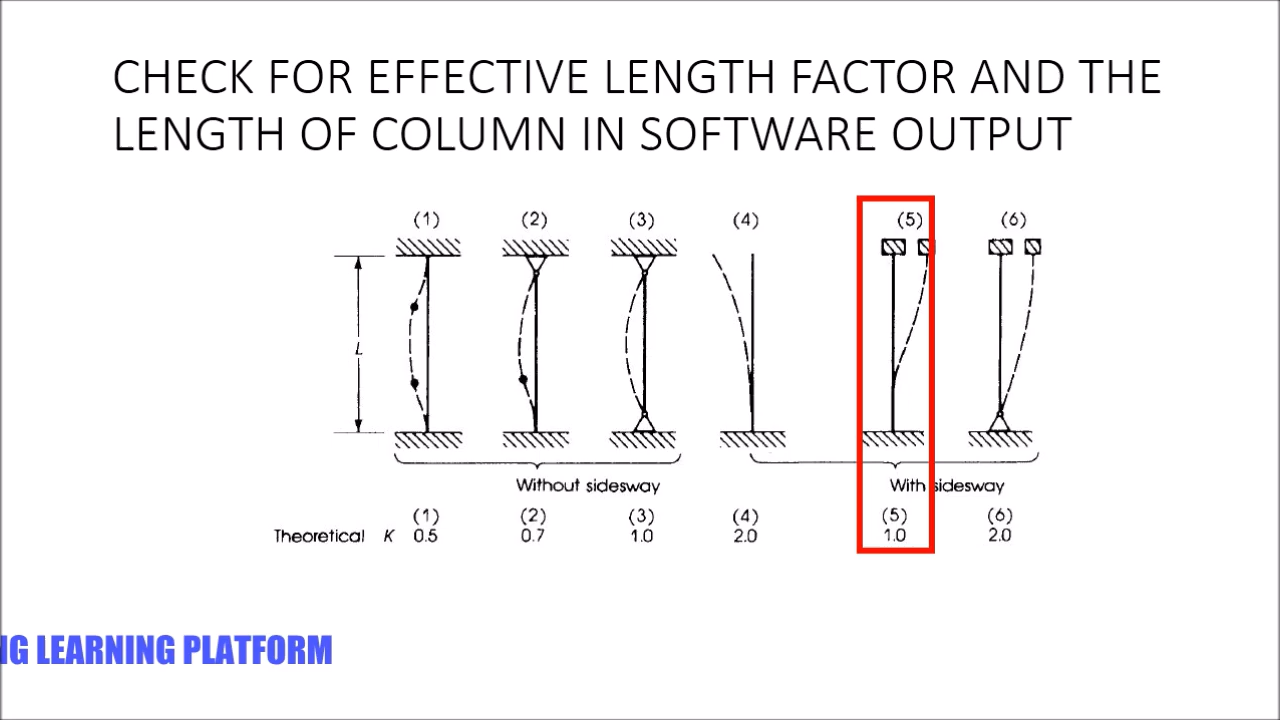 CHECK FOR EFFECTIVE LENGTH FACTOR AND THE
LENGTH OF COLUMN IN SOFTWARE OUTPUT
(1) (2) (3) (4) (5) (6)
L
Without sidesway With sidesway
(1) (2) (3) (4) (5) (6)
Theoretical K 0.5 0.7 1.0 2.0 1.0 2.0
NG LEARNING PLATFORM